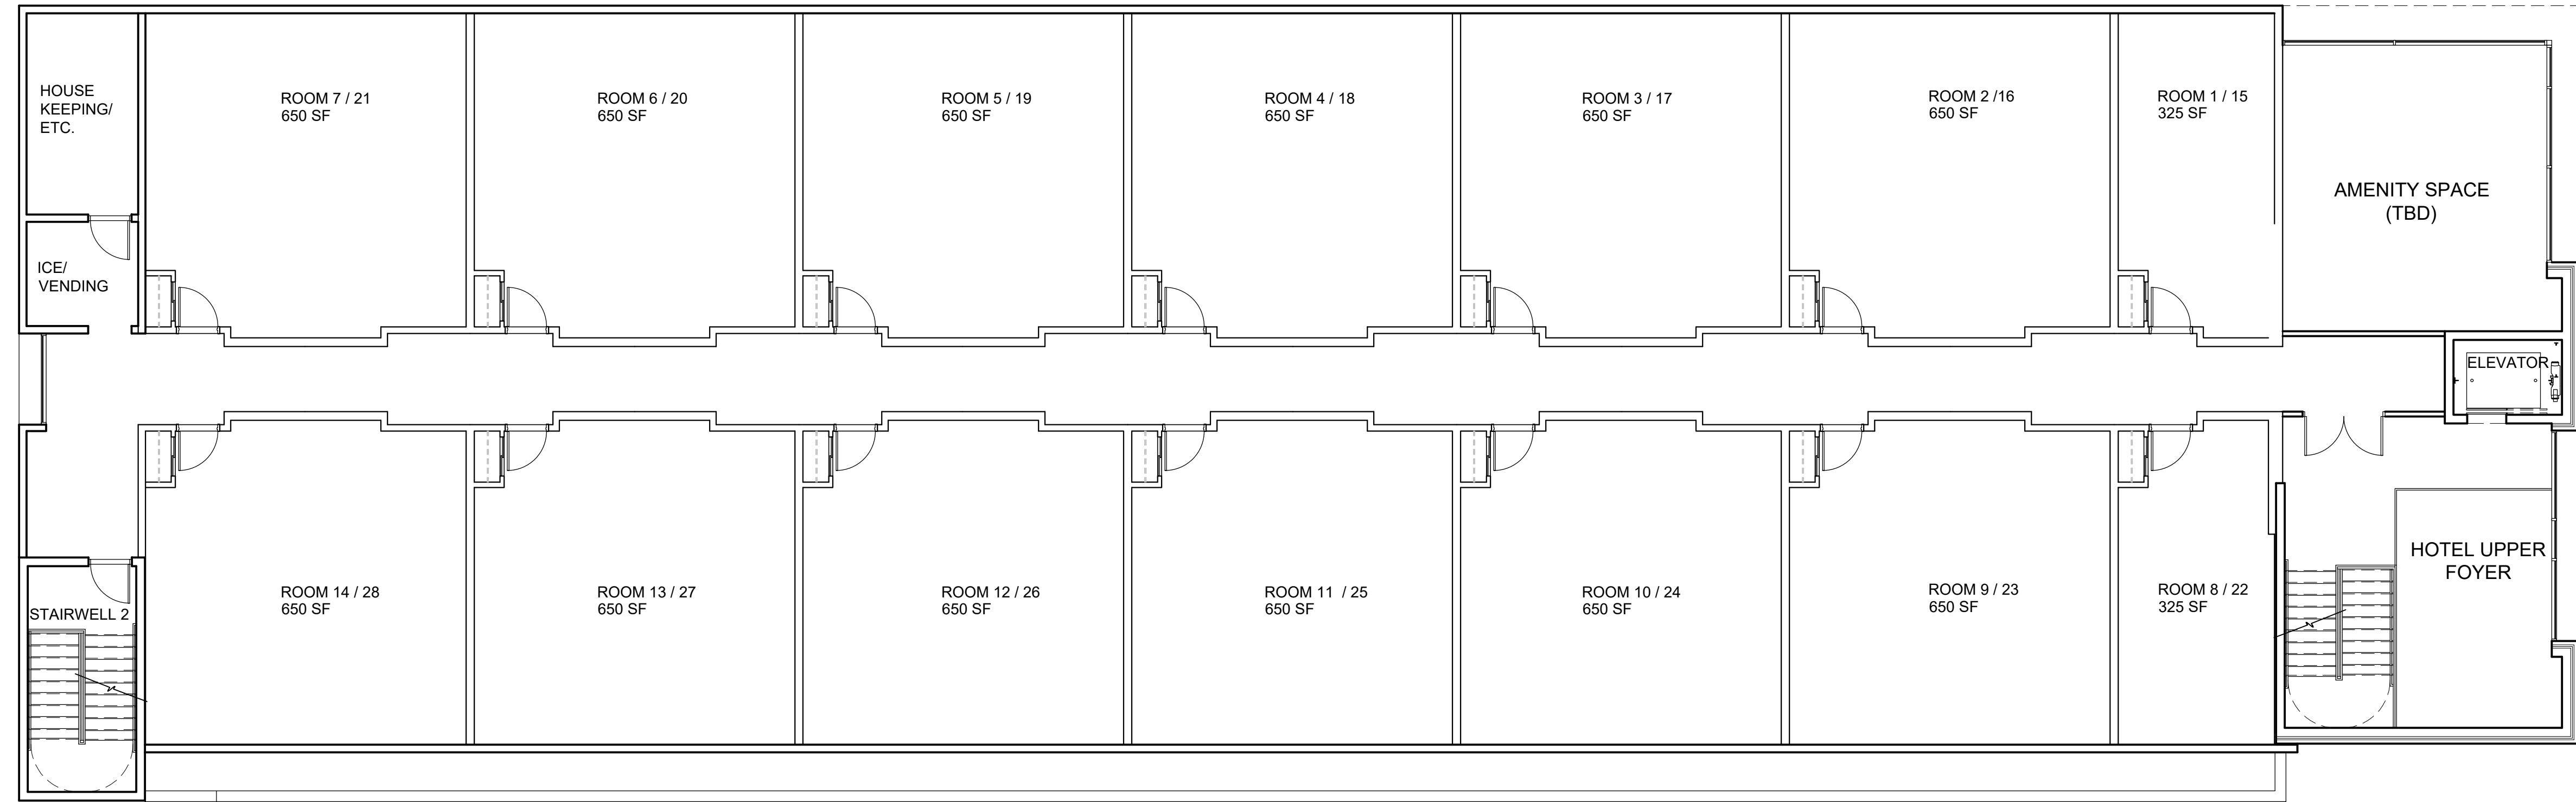 HOUSE
KEEPING/
ETC.
ROOM 7 / 21
650 SF
ROOM 6 / 20
650 SF
ROOM 5 / 19
650 SF
ROOM 4 / 18
650 SF
ROOM 3 / 17
650 SF
ROOM 2 /16
650 SF
ROOM 1 / 15
325 SF
AMENITY SPACE
(TBD)
ICE/
VENDING
ELEVATOR
STAIRWELL 2
ROOM 14 / 28
650 SF
ROOM 13 / 27
650 SF
ROOM 12 / 26
650 SF
ROOM 11 / 25
650 SF
ROOM 10 / 24
650 SF
ROOM 9 / 23
650 SF
ROOM 8 / 22
325 SF
HOTEL UPPER
FOYER